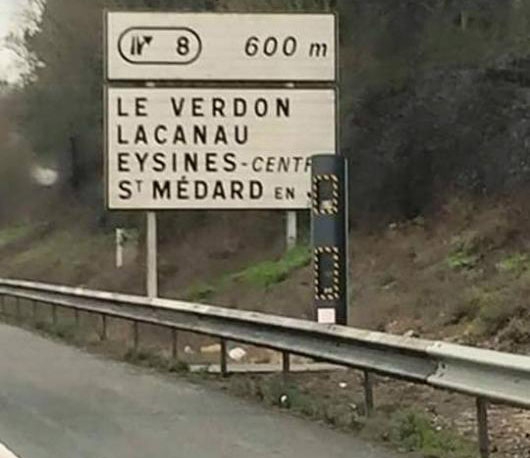 8 600 m
LE VERDON
LACANAU
EYSINES-CENTR
ST MÉDARD EN J